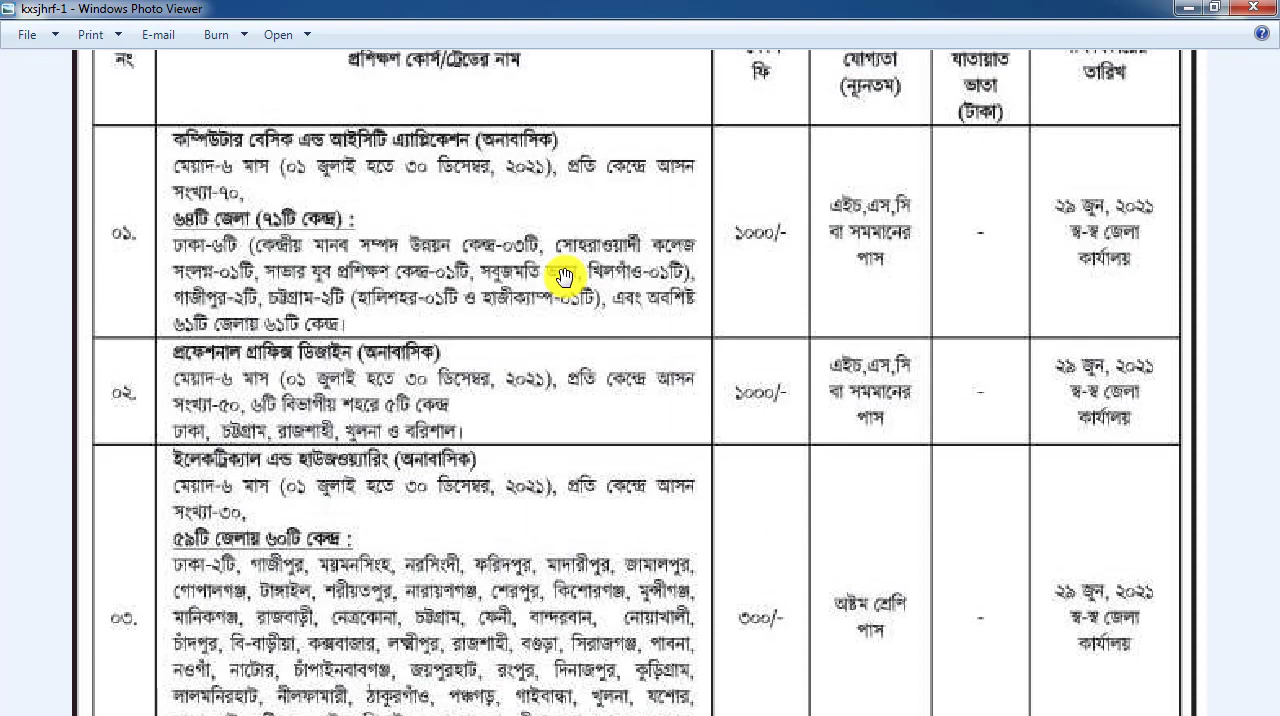 kxsjhrf-1 - Windows Photo Viewer
File Print E-mail Burn Open
নং
প্রশিক্ষণ কোর্স/ট্রেডের নাম
ফি
যোগ্যতা
(ন্যূনতম)
যাতায়াত
ভাতা
(টাকা)
তারিখ
০১.
কম্পিউটার বেসিক এন্ড আইসিটি এ্যাপ্লিকেশন (অনাবাসিক)
মেয়াদ-৬ মাস (০১ জুলাই হতে ৩০ ডিসেম্বর, ২০২১), প্রতি কেন্দ্রে আসন
সংখ্যা-৭০,
৬৪টি জেলা (৭১টি কেন্দ্র) :
ঢাকা-৬টি (কেন্দ্রীয় মানব সম্পদ উন্নয়ন কেন্দ্র-০৩টি, সোহরাওয়ার্দী কলেজ
সংলগ্ন-০১টি, সাভার যুব প্রশিক্ষণ কেন্দ্র-০১টি, সবুজমতি ভবন, খিলগাঁও-০১টি),
গাজীপুর-২টি, চট্টগ্রাম-২টি (হালিশহর-০১টি ও হাজীক্যাম্প-০১টি), এবং অবশিষ্ট
৬১টি জেলায় ৬১টি কেন্দ্র।
১০০০/-
এইচ,এস,সি
বা সমমানের
পাস
-
২৯ জুন, ২০২১
স্ব-স্ব জেলা
কার্যালয়
০২.
প্রফেশনাল গ্রাফিক্স ডিজাইন (অনাবাসিক)
মেয়াদ-৬ মাস (০১ জুলাই হতে ৩০ ডিসেম্বর, ২০২১), প্রতি কেন্দ্রে আসন
সংখ্যা-৫০, ৬টি বিভাগীয় শহরে ৫টি কেন্দ্র
ঢাকা, চট্টগ্রাম, রাজশাহী, খুলনা ও বরিশাল।
১০০০/-
এইচ,এস,সি
বা সমমানের
পাস
-
২৯ জুন, ২০২১
স্ব-স্ব জেলা
কার্যালয়
০৩.
ইলেকট্রিক্যাল এন্ড হাউজওয়্যারিং (অনাবাসিক)
মেয়াদ-৬ মাস (০১ জুলাই হতে ৩০ ডিসেম্বর, ২০২১), প্রতি কেন্দ্রে আসন
সংখ্যা-৩০,
৫৯টি জেলায় ৬০টি কেন্দ্র :
ঢাকা-২টি, গাজীপুর, ময়মনসিংহ, নরসিংদী, ফরিদপুর, মাদারীপুর, জামালপুর,
গোপালগঞ্জ, টাঙ্গাইল, শরীয়তপুর, নারায়ণগঞ্জ, শেরপুর, কিশোরগঞ্জ, মুন্সীগঞ্জ,
মানিকগঞ্জ, রাজবাড়ী, নেত্রকোনা, চট্টগ্রাম, ফেনী, বান্দরবান, নোয়াখালী,
চাঁদপুর, বি-বাড়ীয়া, কক্সবাজার, লক্ষ্মীপুর, রাজশাহী, বগুড়া, সিরাজগঞ্জ, পাবনা,
নওগাঁ, নাটোর, চাঁপাইনবাবগঞ্জ, জয়পুরহাট, রংপুর, দিনাজপুর, কুড়িগ্রাম,
লালমনিরহাট, নীলফামারী, ঠাকুরগাঁও, পঞ্চগড়, গাইবান্ধা, খুলনা, যশোর,
৩০০/-
অষ্টম শ্রেণি
পাস
-
২৯ জুন, ২০২১
স্ব-স্ব জেলা
কার্যালয়